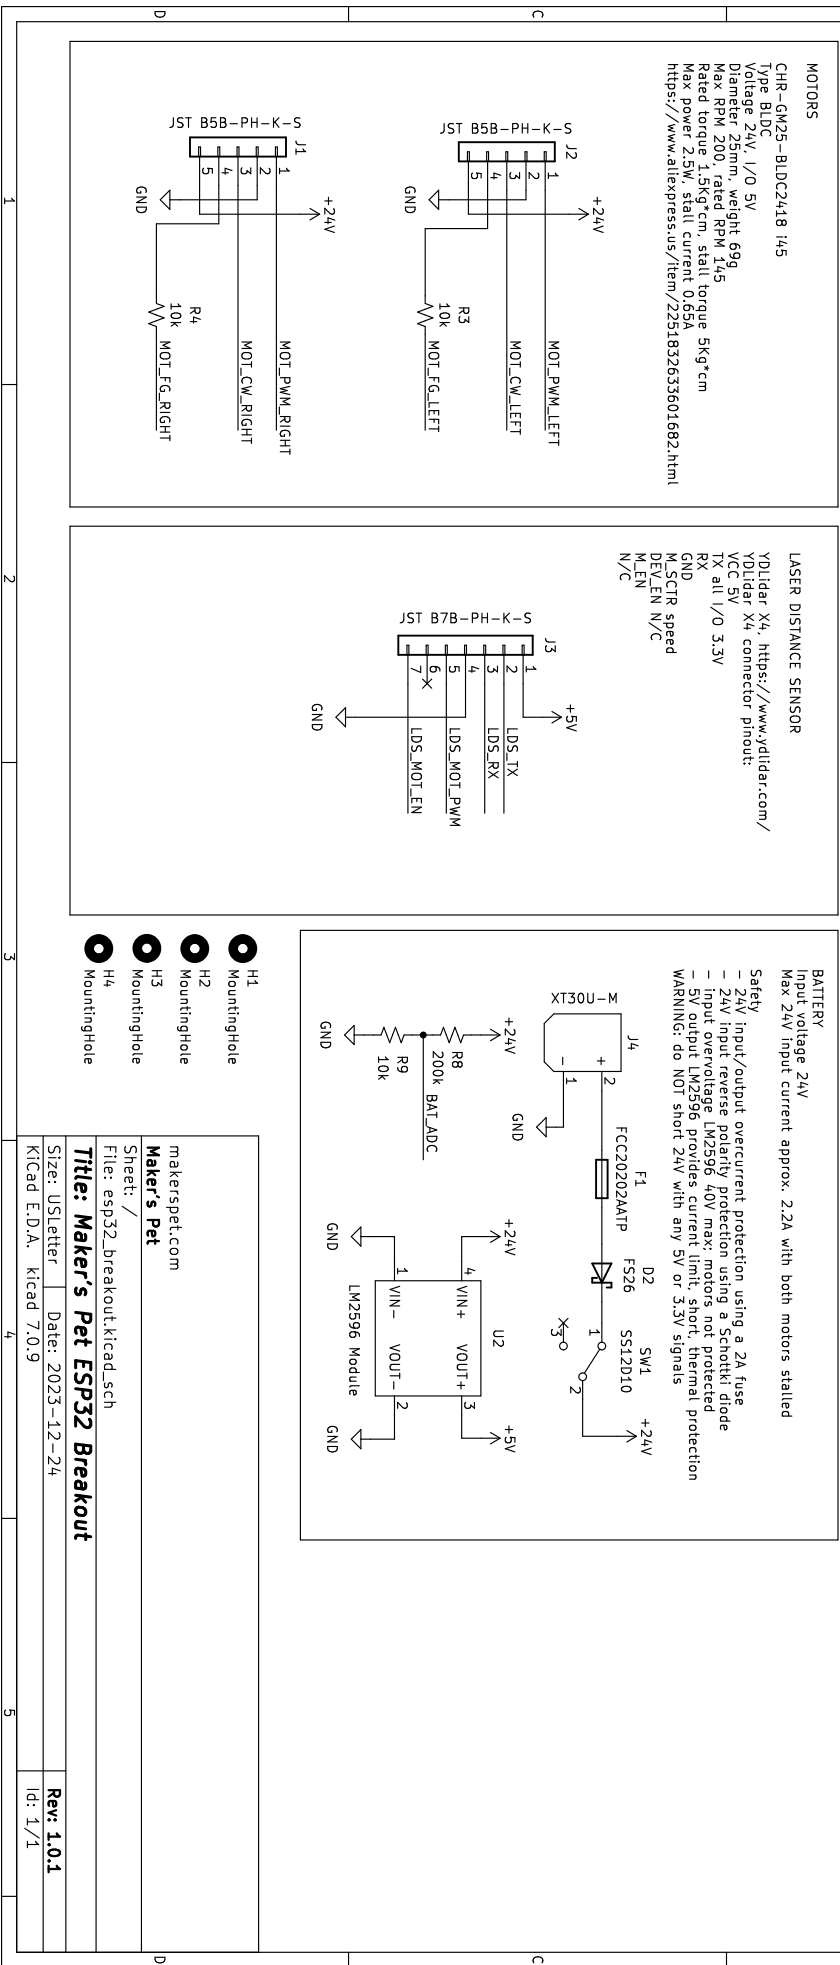 D
C
MOTORS
CHR-GM25-BLDC2418 i45
Type BLDC
Voltage 24V, I/O 5V
Diameter 25mm, weight 69g
Max RPM 200, rated RPM 145
Rated torque 1.5Kg*cm, stall torque 5Kg*cm
Max power 2.5W, stall current 0.65A
https://www.aliexpress.us/item/2251832633601682.html
JST B5B-PH-K-S
J2
1
2
3
4
5
+24V
GND
R3
10k
MOT_PWM_LEFT
MOT_CW_LEFT
MOT_FG_LEFT
JST B5B-PH-K-S
J1
1
2
3
4
5
+24V
GND
R4
10k
MOT_PWM_RIGHT
MOT_CW_RIGHT
MOT_FG_RIGHT
LASER DISTANCE SENSOR
YDLidar X4, https://www.ydlidar.com/
YDLidar X4 connector pinout:
VCC 5V
TX all I/O 3.3V
RX
GND
M_SCTR speed
DEV_EN N/C
M_EN
N/C
JST B7B-PH-K-S
J3
1
2
3
4
5
6
7
+5V
GND
LDS_TX
LDS_RX
LDS_MOT_PWM
LDS_MOT_EN
BATTERY
Input voltage 24V
Max 24V input current approx. 2.2A with both motors stalled
Safety
- 24V input/output overcurrent protection using a 2A fuse
- 24V input reverse polarity protection using a Schottki diode
- input overvoltage LM2596 40V max; motors not protected
- 5V output LM2596 provides current limit, short, thermal protection
WARNING: do NOT short 24V with any 5V or 3.3V signals
XT30U-M
J4
+
-
2
1
GND
F1
FCC20202AATP
D2
FS26
SW1
SS12D10
1
3
2
+24V
+24V
R8
200k
BAT_ADC
R9
10k
GND
+24V
GND
U2
4
1
VIN+
VIN-
VOUT+
VOUT-
3
2
LM2596 Module
+5V
GND
H1
MountingHole
H2
MountingHole
H3
MountingHole
H4
MountingHole
makerspet.com
Maker's Pet
Sheet: /
File: esp32_breakout.kicad_sch
Title: Maker's Pet ESP32 Breakout
Size: USLetter
Date: 2023-12-24
Rev: 1.0.1
KiCad E.D.A. kicad 7.0.9
Id: 1/1
1
2
3
4
5
D
C